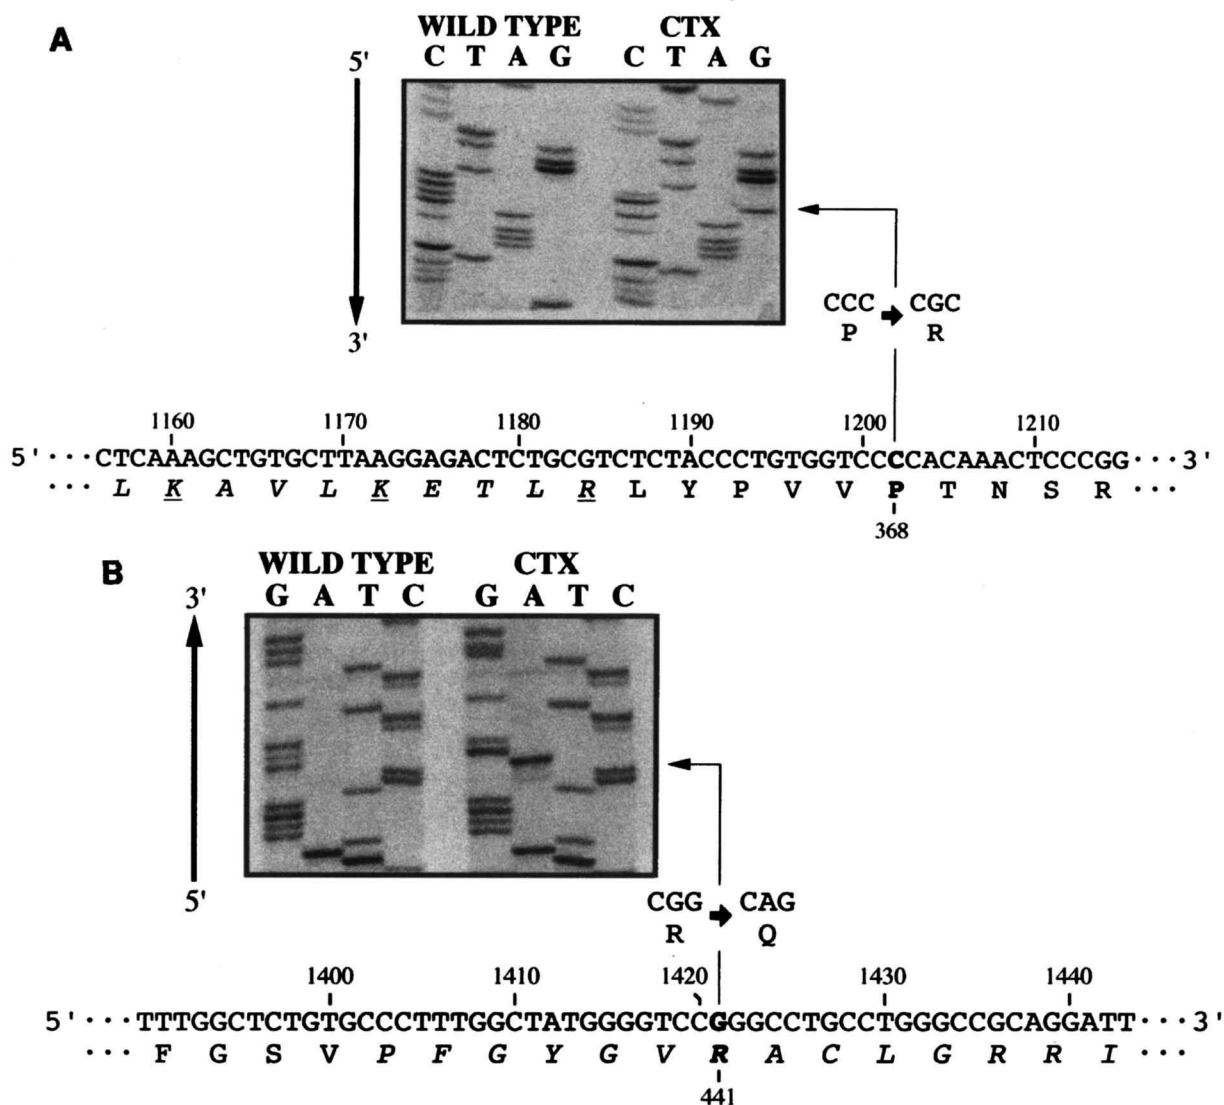 A
WILD TYPE CTX
5' C T A G C T A G
3'
CCC CGC
P R
1160 1170 1180 1190 1200 1210
5'···CTCAAAGCTGTGCTTAAGGAGACTCTGCGTCTCTACCCTGTGGTCCCCACAAACTCCCGG···3'
··· L K A V L K E T L R L Y P V V P T N S R ···
368
B
WILD TYPE CTX
3' G A T C G A T C
5'
CGG CAG
R Q
1400 1410 1420 1430 1440
5'···TTTGGCTCTGTGCCCTTTGGCTATGGGGTCCGGGCCTGCCTGGGCCGCAGGATT···3'
··· F G S V P F G Y G V R A C L G R R I ···
441